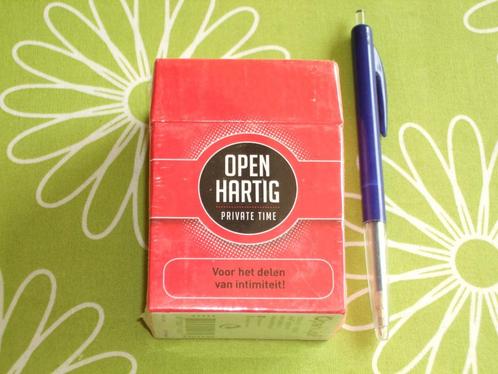 OPEN
HARTIG
PRIVATE TIME
Voor het delen
van intimiteit!